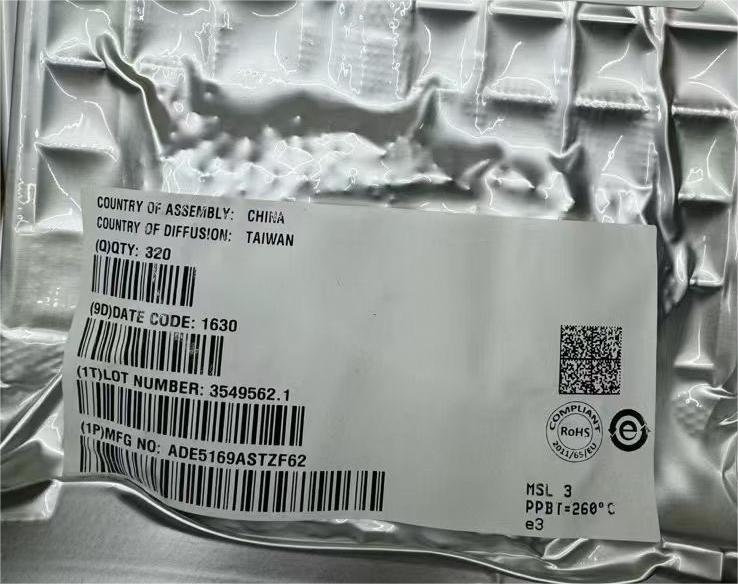 COUNTRY OF ASSEMBLY: CHINA
COUNTRY OF DIFFUSION: TAIWAN
(Q)QTY: 320
(9D)DATE CODE: 1630
(1T)LOT NUMBER: 3549562.1
(1P)MFG NO: ADE5169ASTZF62
COMPLIANT
RoHS
2011/65/EU
e
MSL 3
PPBT=260°C
e3